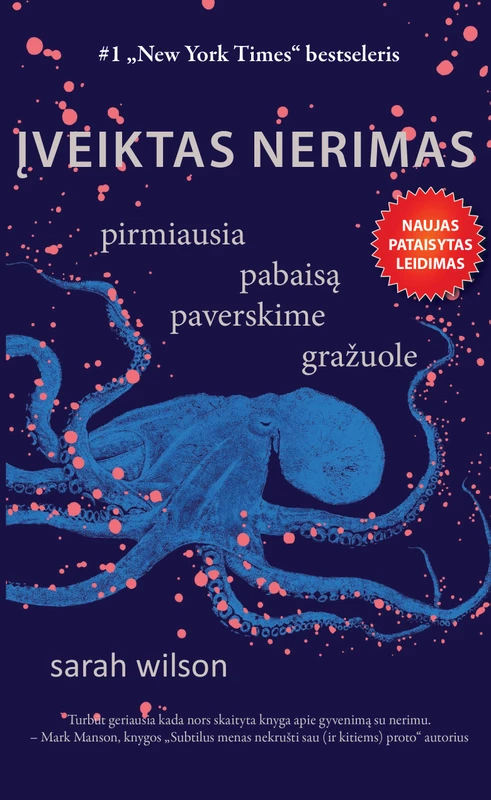 #1 „New York Times“ bestseleris
ĮVEIKTAS NERIMAS
pirmiausia
pabaisą
paverskime
gražuole
NAUJAS
PATAISYTAS
LEIDIMAS
sarah wilson
Turbūt geriausia kada nors skaityta knyga apie gyvenimą su nerimu.
– Mark Manson, knygos „Subtilus menas nekrušti sau (ir kitiems) proto“ autorius